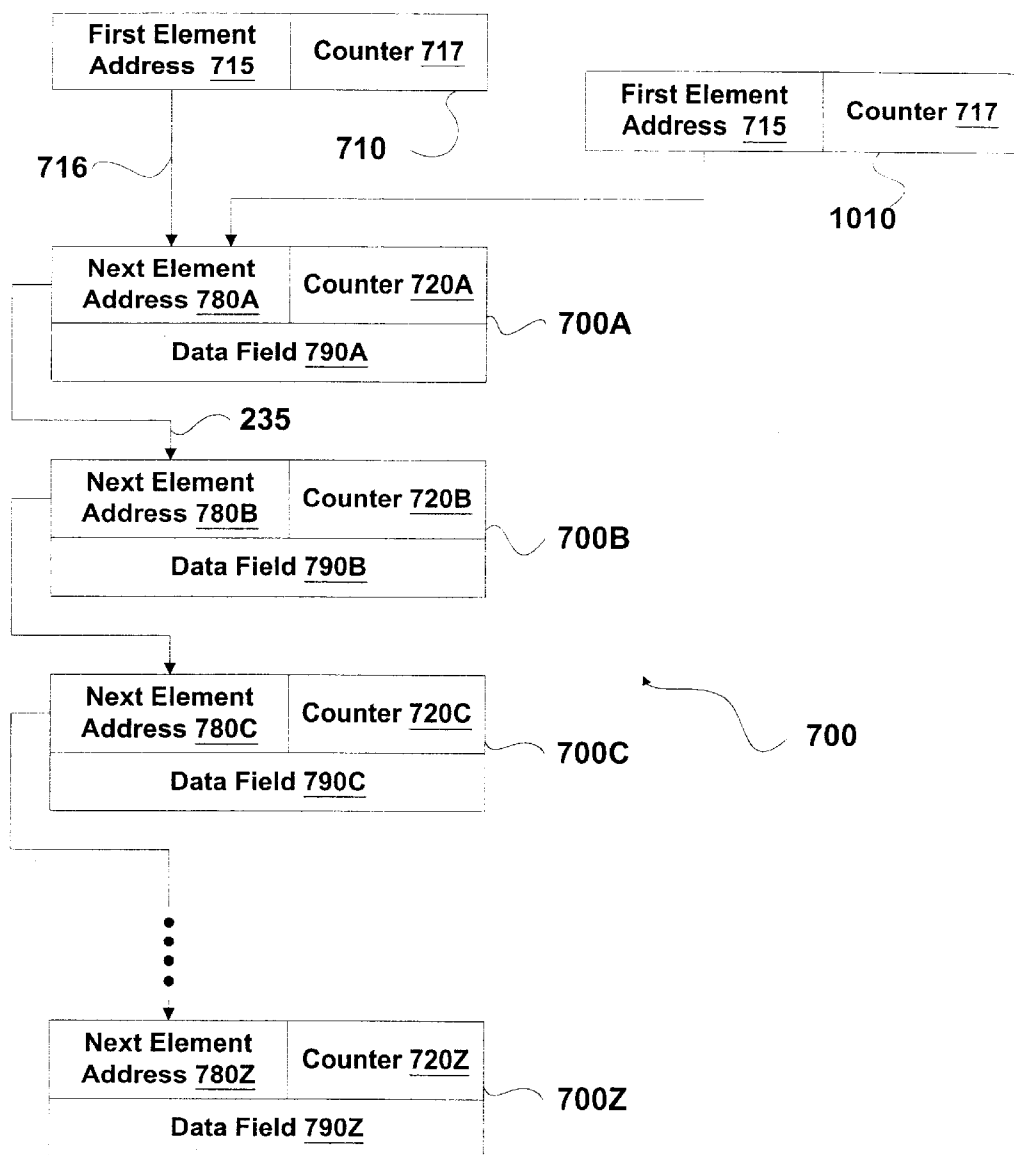 First Element
Address 715
Counter 717
710
716
First Element
Address 715
Counter 717
1010
Next Element
Address 780A
Counter 720A
700A
Data Field 790A
235
Next Element
Address 780B
Counter 720B
700B
Data Field 790B
Next Element
Address 780C
Counter 720C
700C
Data Field 790C
700
Next Element
Address 780Z
Counter 720Z
700Z
Data Field 790Z